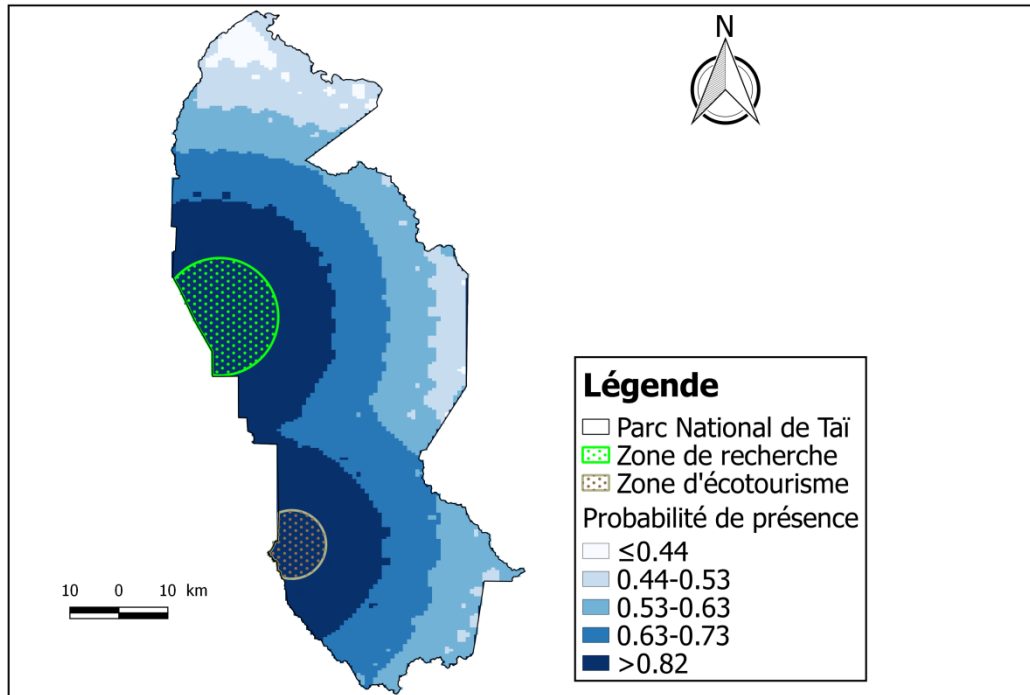 N
Légende
Parc National de Taï
Zone de recherche
Zone d'écotourisme
Probabilité de présence
≤0.44
0.44-0.53
0.53-0.63
0.63-0.73
>0.82
10 0 10 km